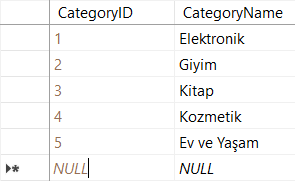 CategoryID CategoryName
1 Elektronik
2 Giyim
3 Kitap
4 Kozmetik
5 Ev ve Yaşam
NULL NULL